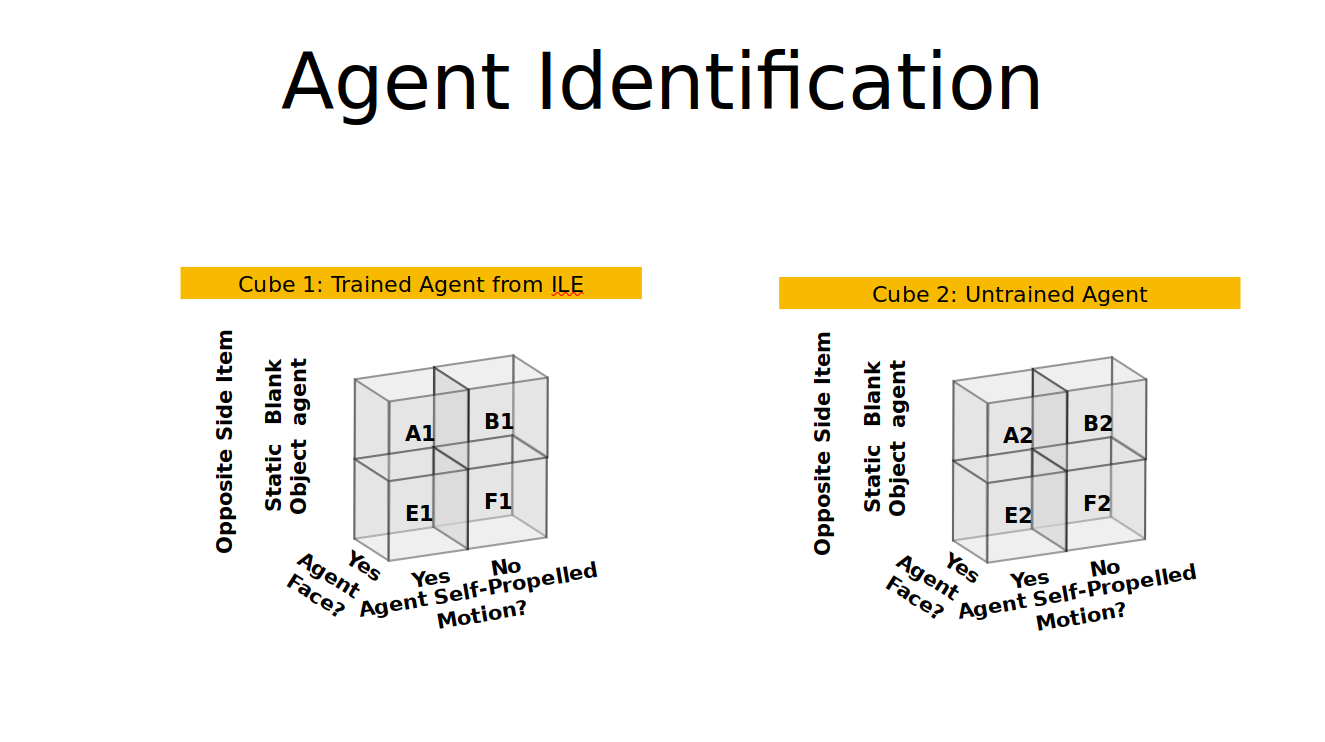 Agent Identification
Cube 1: Trained Agent from ILE
Opposite Side Item
Static Blank
Object agent
A1
B1
E1
F1
Yes
Agent
Face?
Yes
No
Agent Self-Propelled
Motion?
Cube 2: Untrained Agent
Opposite Side Item
Static Blank
Object agent
A2
B2
E2
F2
Yes
Agent
Face?
Yes
No
Agent Self-Propelled
Motion?